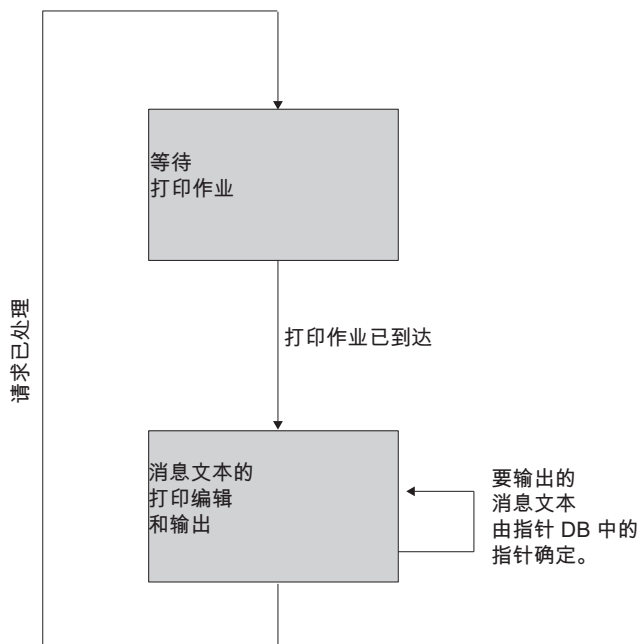 等待
打印作业
打印作业已到达
请求已处理
消息文本的
打印编辑
和输出
要输出的
消息文本
由指针 DB 中的
指针确定。